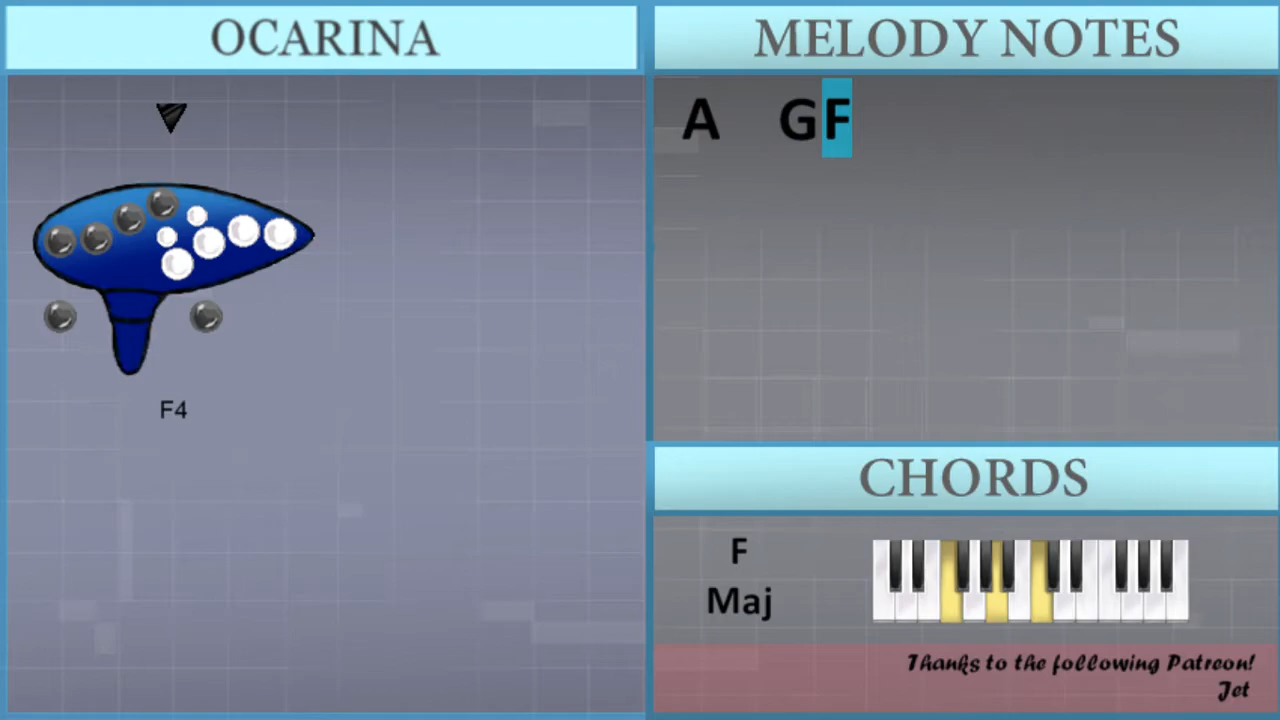 OCARINA
F4
MELODY NOTES
A GF
CHORDS
F
Maj
Thanks to the following Patreon!
Jet